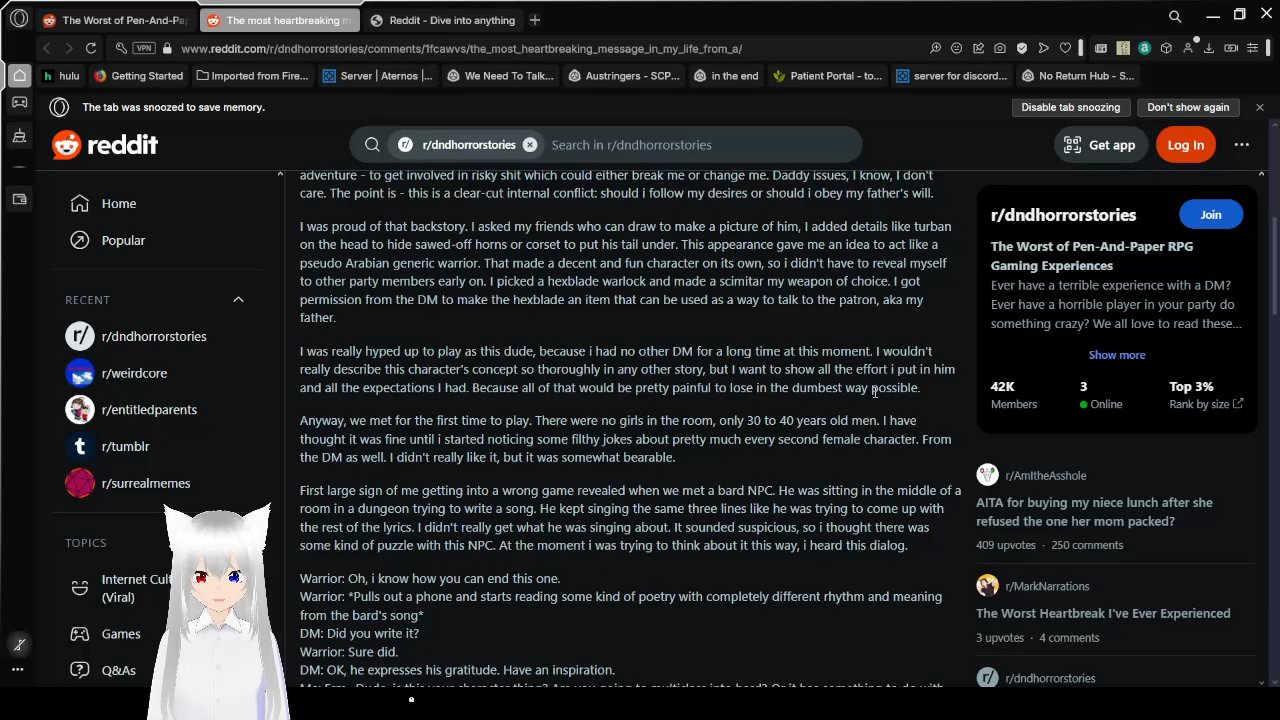 The Worst of Pen-And-Pa
The most heartbreaking m
Reddit - Dive into anything
VPN
www.reddit.com/r/dndhorrorstories/comments/1fcawvs/the_most_heartbreaking_message_in_my_life_from_a/
hulu
Getting Started
Imported from Fire...
Server | Aternos |...
We Need To Talk...
Austringers - SCP...
in the end
Patient Portal - to...
server for discord...
No Return Hub - S...
The tab was snoozed to save memory.
Disable tab snoozing
Don't show again
reddit
r/dndhorrorstories
Search in r/dndhorrorstories
Get app
Log In
Home
Popular
RECENT
r/dndhorrorstories
r/weirdcore
r/entitledparents
r/tumblr
r/surrealmemes
TOPICS
Internet Cult
(Viral)
Games
Q&As
adventure - to get involved in risky shit which could either break me or change me. Daddy issues, I know, I don't
care. The point is - this is a clear-cut internal conflict: should i follow my desires or should i obey my father's will.
I was proud of that backstory. I asked my friends who can draw to make a picture of him, I added details like turban
on the head to hide sawed-off horns or corset to put his tail under. This appearance gave me an idea to act like a
pseudo Arabian generic warrior. That made a decent and fun character on its own, so i didn't have to reveal myself
to other party members early on. I picked a hexblade warlock and made a scimitar my weapon of choice. I got
permission from the DM to make the hexblade an item that can be used as a way to talk to the patron, aka my
father.
I was really hyped up to play as this dude, because i had no other DM for a long time at this moment. I wouldn't
really describe this character's concept so thoroughly in any other story, but I want to show all the effort i put in him
and all the expectations I had. Because all of that would be pretty painful to lose in the dumbest way possible.
Anyway, we met for the first time to play. There were no girls in the room, only 30 to 40 years old men. I have
thought it was fine until i started noticing some filthy jokes about pretty much every second female character. From
the DM as well. I didn't really like it, but it was somewhat bearable.
First large sign of me getting into a wrong game revealed when we met a bard NPC. He was sitting in the middle of a
room in a dungeon trying to write a song. He kept singing the same three lines like he was trying to come up with
the rest of the lyrics. I didn't really get what he was singing about. It sounded suspicious, so i thought there was
some kind of puzzle with this NPC. At the moment i was trying to think about it this way, i heard this dialog.
Warrior: Oh, i know how you can end this one.
Warrior: *Pulls out a phone and starts reading some kind of poetry with completely different rhythm and meaning
from the bard's song*
DM: Did you write it?
Warrior: Sure did.
DM: OK, he expresses his gratitude. Have an inspiration.
Me: Erm... Dude, is this your character thing? Are you going to multiclass into bard? Or it has something to do with
r/dndhorrorstories
Join
The Worst of Pen-And-Paper RPG
Gaming Experiences
Ever have a terrible experience with a DM?
Ever have a horrible player in your party do
something crazy? We all love to read these...
Show more
42K
Members
3
Online
Top 3%
Rank by size
r/AmItheAsshole
AITA for buying my niece lunch after she
refused the one her mom packed?
409 upvotes · 250 comments
r/MarkNarrations
The Worst Heartbreak I've Ever Experienced
3 upvotes · 4 comments
r/dndhorrorstories